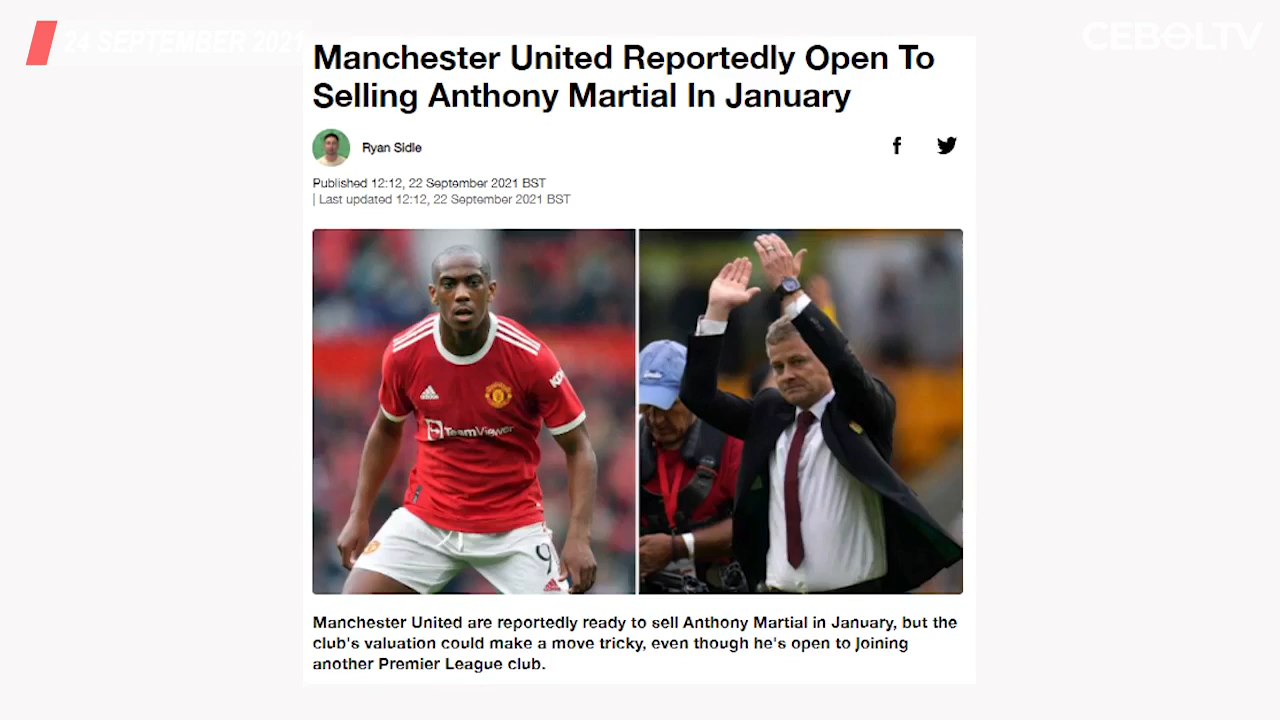 24 SEPTEMBER 2021
CEBOLTV
Manchester United Reportedly Open To
Selling Anthony Martial In January
Ryan Sidle
Published 12:12, 22 September 2021 BST
| Last updated 12:12, 22 September 2021 BST
TeamViewer
9
Manchester United are reportedly ready to sell Anthony Martial in January, but the
club's valuation could make a move tricky, even though he's open to joining
another Premier League club.